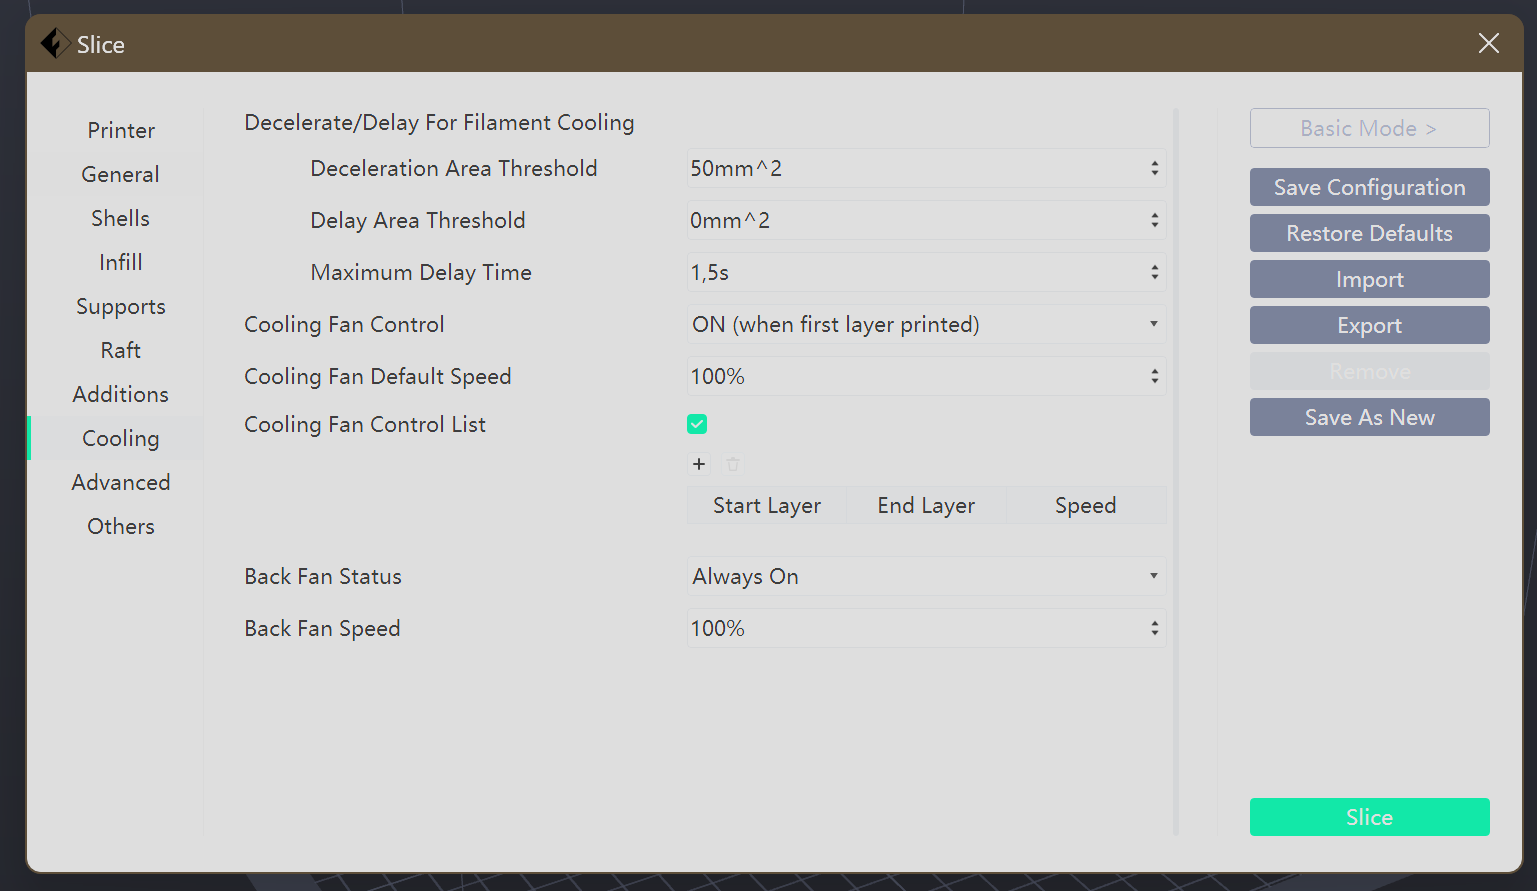 Slice
Printer
General
Shells
Infill
Supports
Raft
Additions
Cooling
Advanced
Others
Decelerate/Delay For Filament Cooling
Deceleration Area Threshold 50mm^2
Delay Area Threshold 0mm^2
Maximum Delay Time 1,5s
Cooling Fan Control ON (when first layer printed)
Cooling Fan Default Speed 100%
Cooling Fan Control List
Start Layer End Layer Speed
Back Fan Status Always On
Back Fan Speed 100%
Basic Mode >
Save Configuration
Restore Defaults
Import
Export
Remove
Save As New
Slice